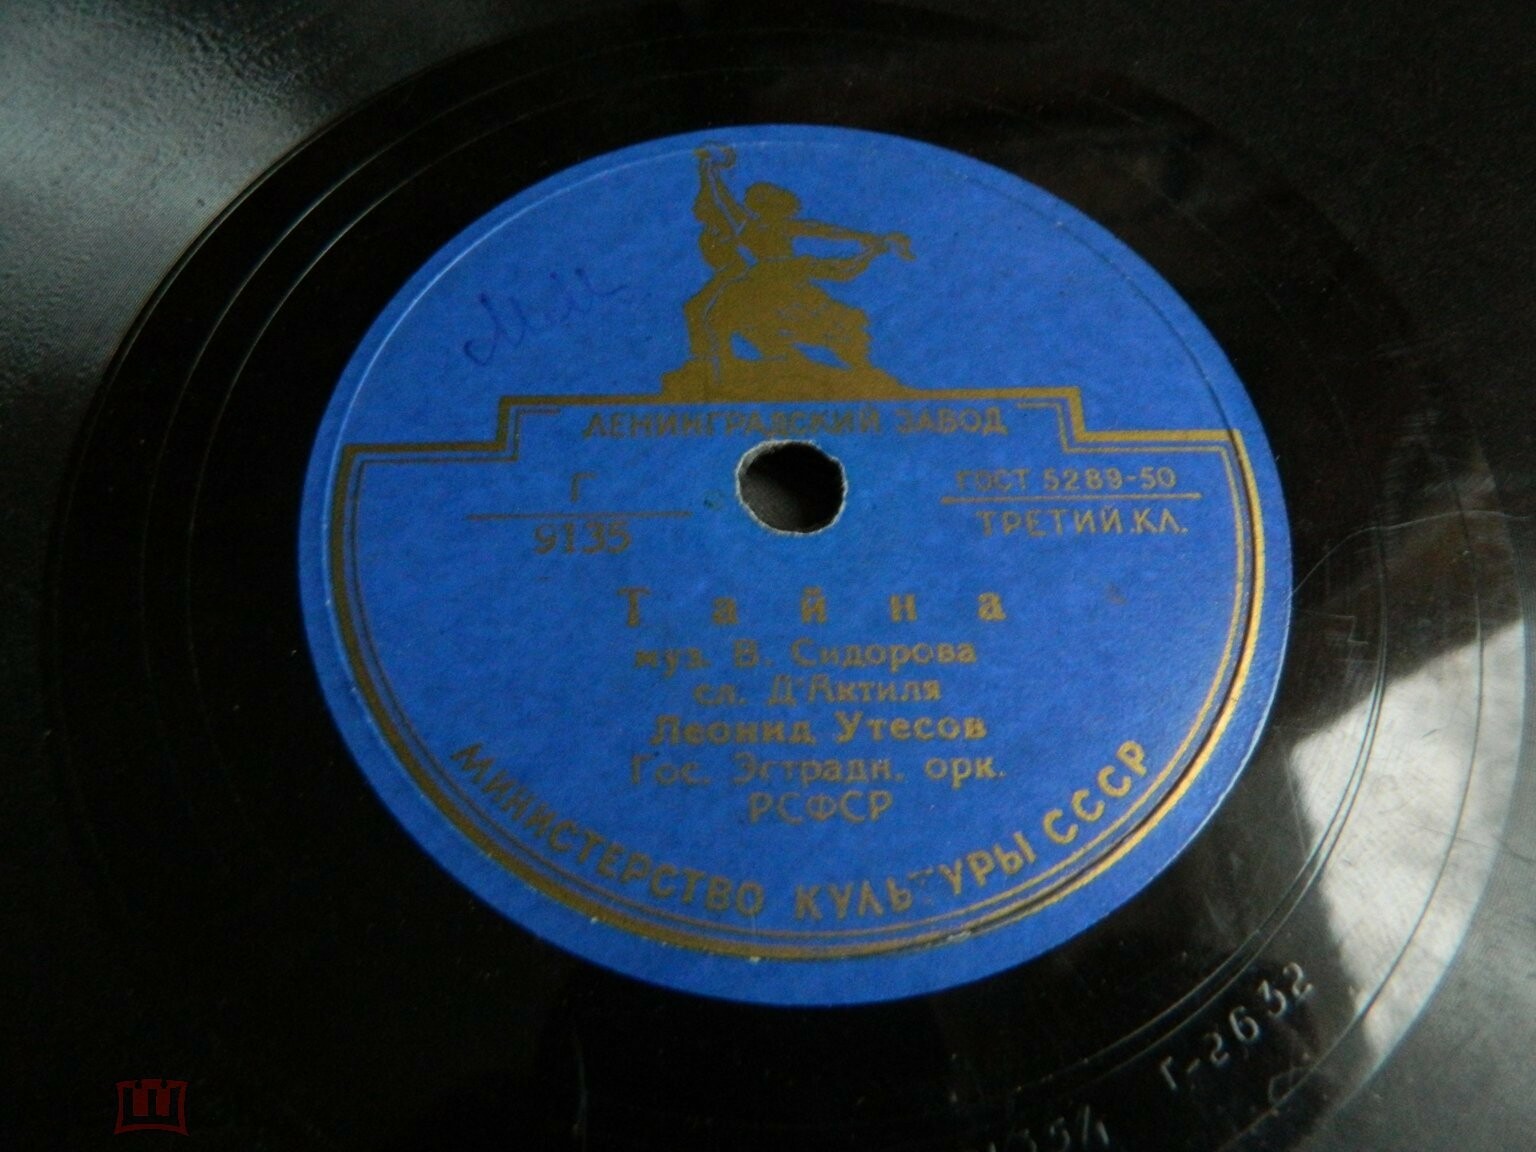 ЛЕНИНГРАДСКИЙ ЗАВОД
Г
9135
ГОСТ 5289-50
ТРЕТИЙ.КЛ.
Тайна
муз. В. Сидорова
сл. Д'Актиля
Леонид Утесов
Гос. Эстрадн. орк.
РСФСР
МИНИСТЕРСТВО КУЛЬТУРЫ СССР
Г-2632